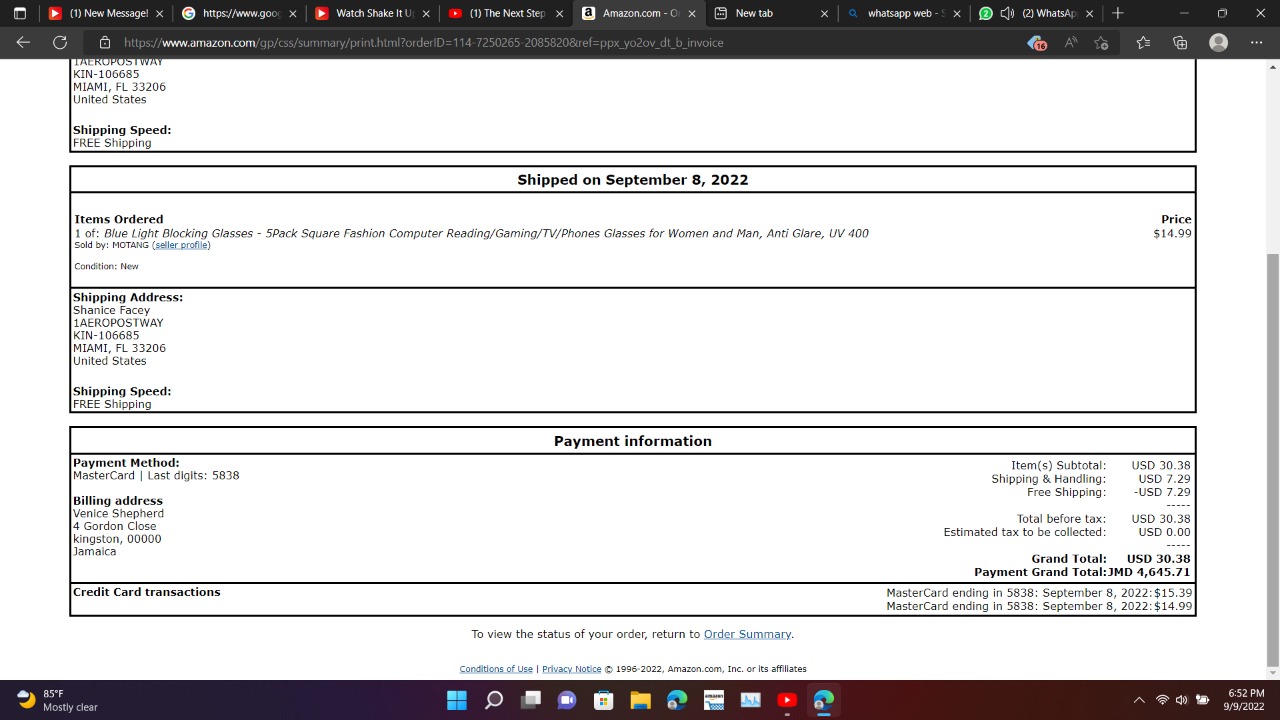 (1) New Message!
https://www.goog
Watch Shake It U
(1) The Next Step
Amazon.com - O
New tab
whatsapp web - S
2
(2) WhatsAp
https://www.amazon.com/gp/css/summary/print.html?orderID=114-7250265-2085820&ref=ppx_yo2ov_dt_b_invoice
16
1AEROPOSTWAY
KIN-106685
MIAMI, FL 33206
United States
Shipping Speed:
FREE Shipping
Shipped on September 8, 2022
Items Ordered Price
1 of: Blue Light Blocking Glasses - 5Pack Square Fashion Computer Reading/Gaming/TV/Phones Glasses for Women and Man, Anti Glare, UV 400 $14.99
Sold by: MOTANG (seller profile)
Condition: New
Shipping Address:
Shanice Facey
1AEROPOSTWAY
KIN-106685
MIAMI, FL 33206
United States
Shipping Speed:
FREE Shipping
Payment information
Payment Method:
MasterCard | Last digits: 5838
Billing address
Venice Shepherd
4 Gordon Close
kingston, 00000
Jamaica
Item(s) Subtotal: USD 30.38
Shipping & Handling: USD 7.29
Free Shipping: -USD 7.29
-----
Total before tax: USD 30.38
Estimated tax to be collected: USD 0.00
-----
Grand Total: USD 30.38
Payment Grand Total: JMD 4,645.71
Credit Card transactions
MasterCard ending in 5838: September 8, 2022: $15.39
MasterCard ending in 5838: September 8, 2022: $14.99
To view the status of your order, return to Order Summary.
Conditions of Use | Privacy Notice © 1996-2022, Amazon.com, Inc. or its affiliates
85°F
Mostly clear
6:52 PM
9/9/2022